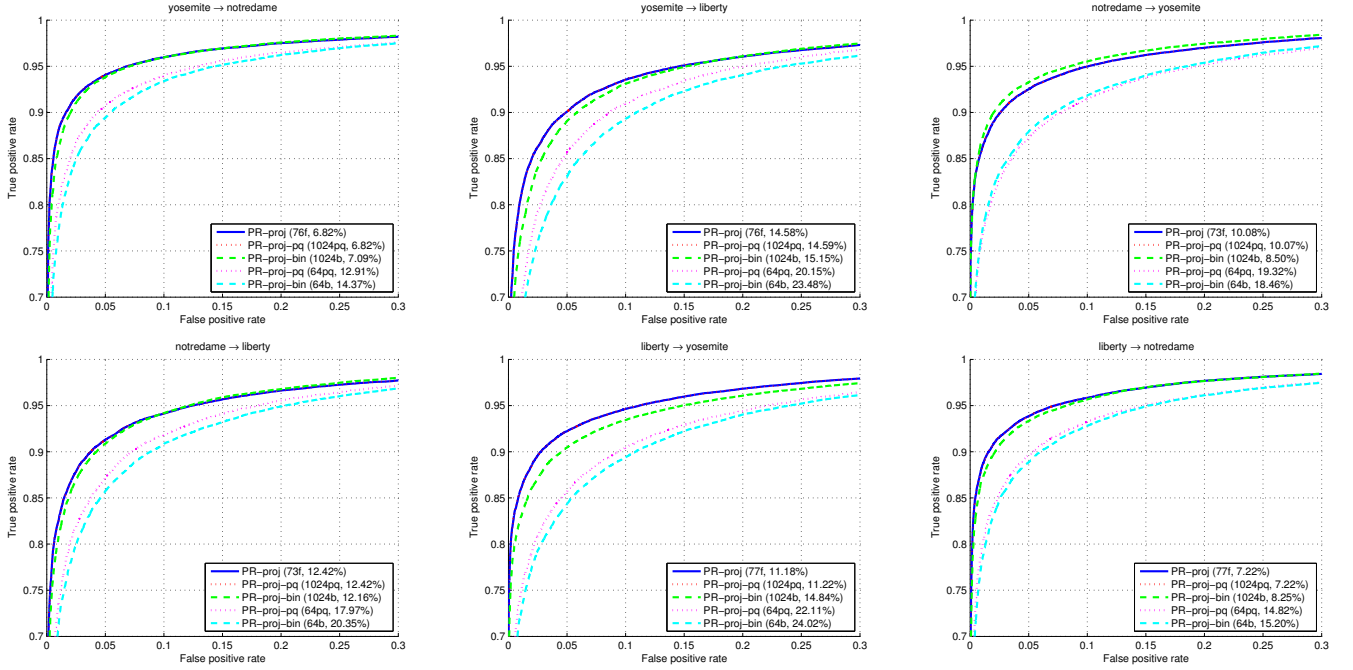 yosemite → notredame
1
0.95
0.9
0.85
0.8
0.75
0.7
True positive rate
PR−proj (76f, 6.82%)
PR−proj−pq (1024pq, 6.82%)
PR−proj−bin (1024b, 7.09%)
PR−proj−pq (64pq, 12.91%)
PR−proj−bin (64b, 14.37%)
0 0.05 0.1 0.15 0.2 0.25 0.3
False positive rate
yosemite → liberty
1
0.95
0.9
0.85
0.8
0.75
0.7
True positive rate
PR−proj (76f, 14.58%)
PR−proj−pq (1024pq, 14.59%)
PR−proj−bin (1024b, 15.15%)
PR−proj−pq (64pq, 20.15%)
PR−proj−bin (64b, 23.48%)
0 0.05 0.1 0.15 0.2 0.25 0.3
False positive rate
notredame → yosemite
1
0.95
0.9
0.85
0.8
0.75
0.7
True positive rate
PR−proj (73f, 10.08%)
PR−proj−pq (1024pq, 10.07%)
PR−proj−bin (1024b, 8.50%)
PR−proj−pq (64pq, 19.32%)
PR−proj−bin (64b, 18.46%)
0 0.05 0.1 0.15 0.2 0.25 0.3
False positive rate
notredame → liberty
1
0.95
0.9
0.85
0.8
0.75
0.7
True positive rate
PR−proj (73f, 12.42%)
PR−proj−pq (1024pq, 12.42%)
PR−proj−bin (1024b, 12.16%)
PR−proj−pq (64pq, 17.97%)
PR−proj−bin (64b, 20.35%)
0 0.05 0.1 0.15 0.2 0.25 0.3
False positive rate
liberty → yosemite
1
0.95
0.9
0.85
0.8
0.75
0.7
True positive rate
PR−proj (77f, 11.18%)
PR−proj−pq (1024pq, 11.22%)
PR−proj−bin (1024b, 14.84%)
PR−proj−pq (64pq, 22.11%)
PR−proj−bin (64b, 24.02%)
0 0.05 0.1 0.15 0.2 0.25 0.3
False positive rate
liberty → notredame
1
0.95
0.9
0.85
0.8
0.75
0.7
True positive rate
PR−proj (77f, 7.22%)
PR−proj−pq (1024pq, 7.22%)
PR−proj−bin (1024b, 8.25%)
PR−proj−pq (64pq, 14.82%)
PR−proj−bin (64b, 15.20%)
0 0.05 0.1 0.15 0.2 0.25 0.3
False positive rate